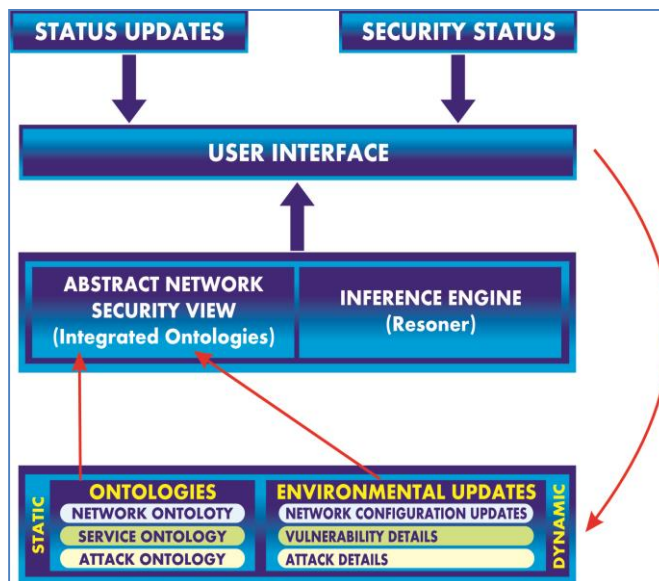 STATUS UPDATES
SECURITY STATUS
USER INTERFACE
ABSTRACT NETWORK
SECURITY VIEW
(Integrated Ontologies)
INFERENCE ENGINE
(Resoner)
STATIC
ONTOLOGIES
NETWORK ONTOLOTY
SERVICE ONTOLOGY
ATTACK ONTOLOGY
ENVIRONMENTAL UPDATES
NETWORK CONFIGURATION UPDATES
VULNERABILITY DETAILS
ATTACK DETAILS
DYNAMIC